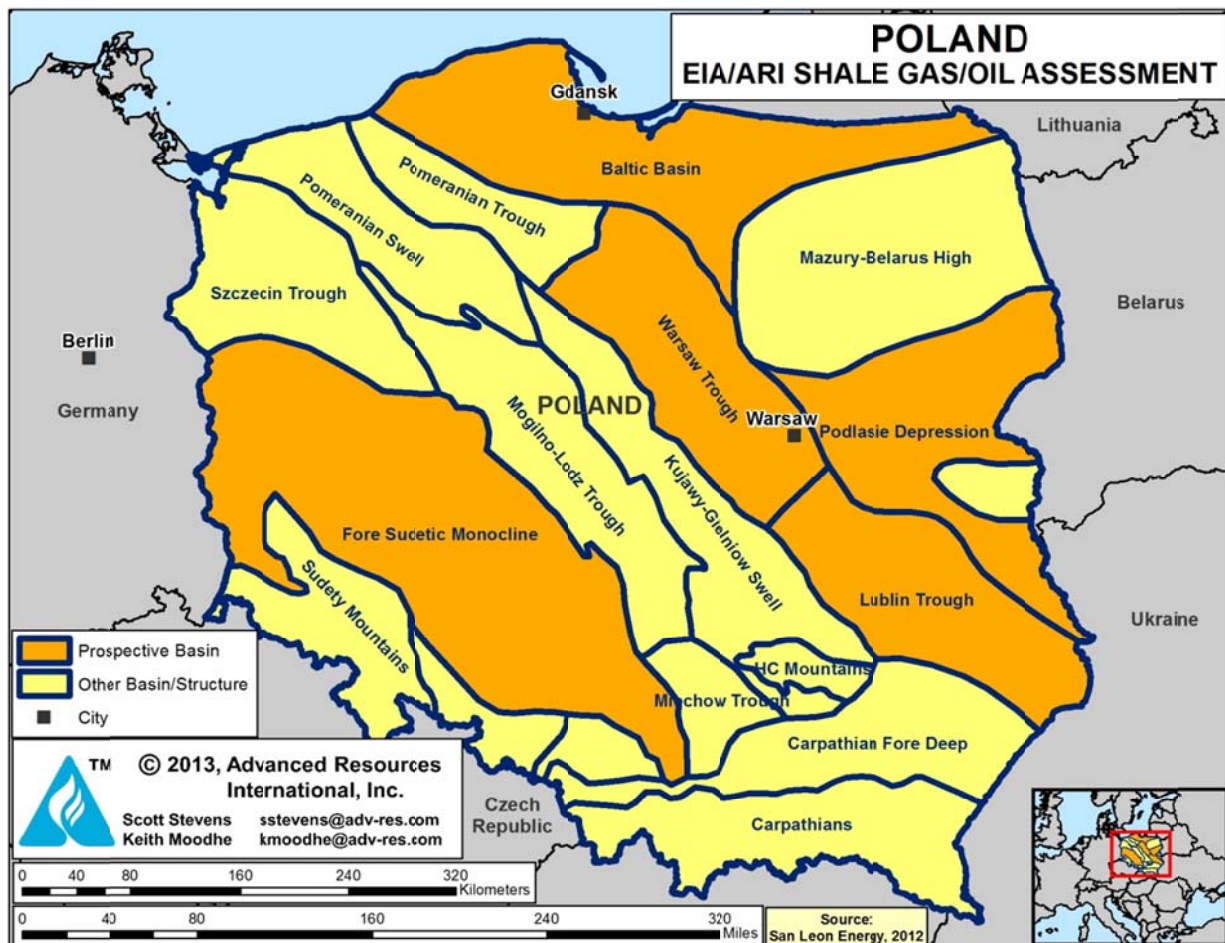 POLAND
EIA/ARI SHALE GAS/OIL ASSESSMENT
Gdansk
Lithuania
Baltic Basin
Pomeranian Trough
Pomeranian Swell
Mazury-Belarus High
Szczecin Trough
Belarus
Berlin
Germany
Warsaw Trough
POLAND
Warsaw
Podlasie Depression
Mogilno-Lodz Trough
Kujawy-Gielniow Swell
Fore Sucetic Monocline
Sudety Mountains
Lublin Trough
Ukraine
Prospective Basin
Other Basin/Structure
City
HC Mountains
Miechow Trough
Carpathian Fore Deep
TM
© 2013, Advanced Resources
International, Inc.
Scott Stevens sstevens@adv-res.com
Keith Moodhe kmoodhe@adv-res.com
Czech
Republic
Carpathians
0 40 80 160 240 320
Kilometers
0 40 80 160 240 320
Miles
Source:
San Leon Energy, 2012